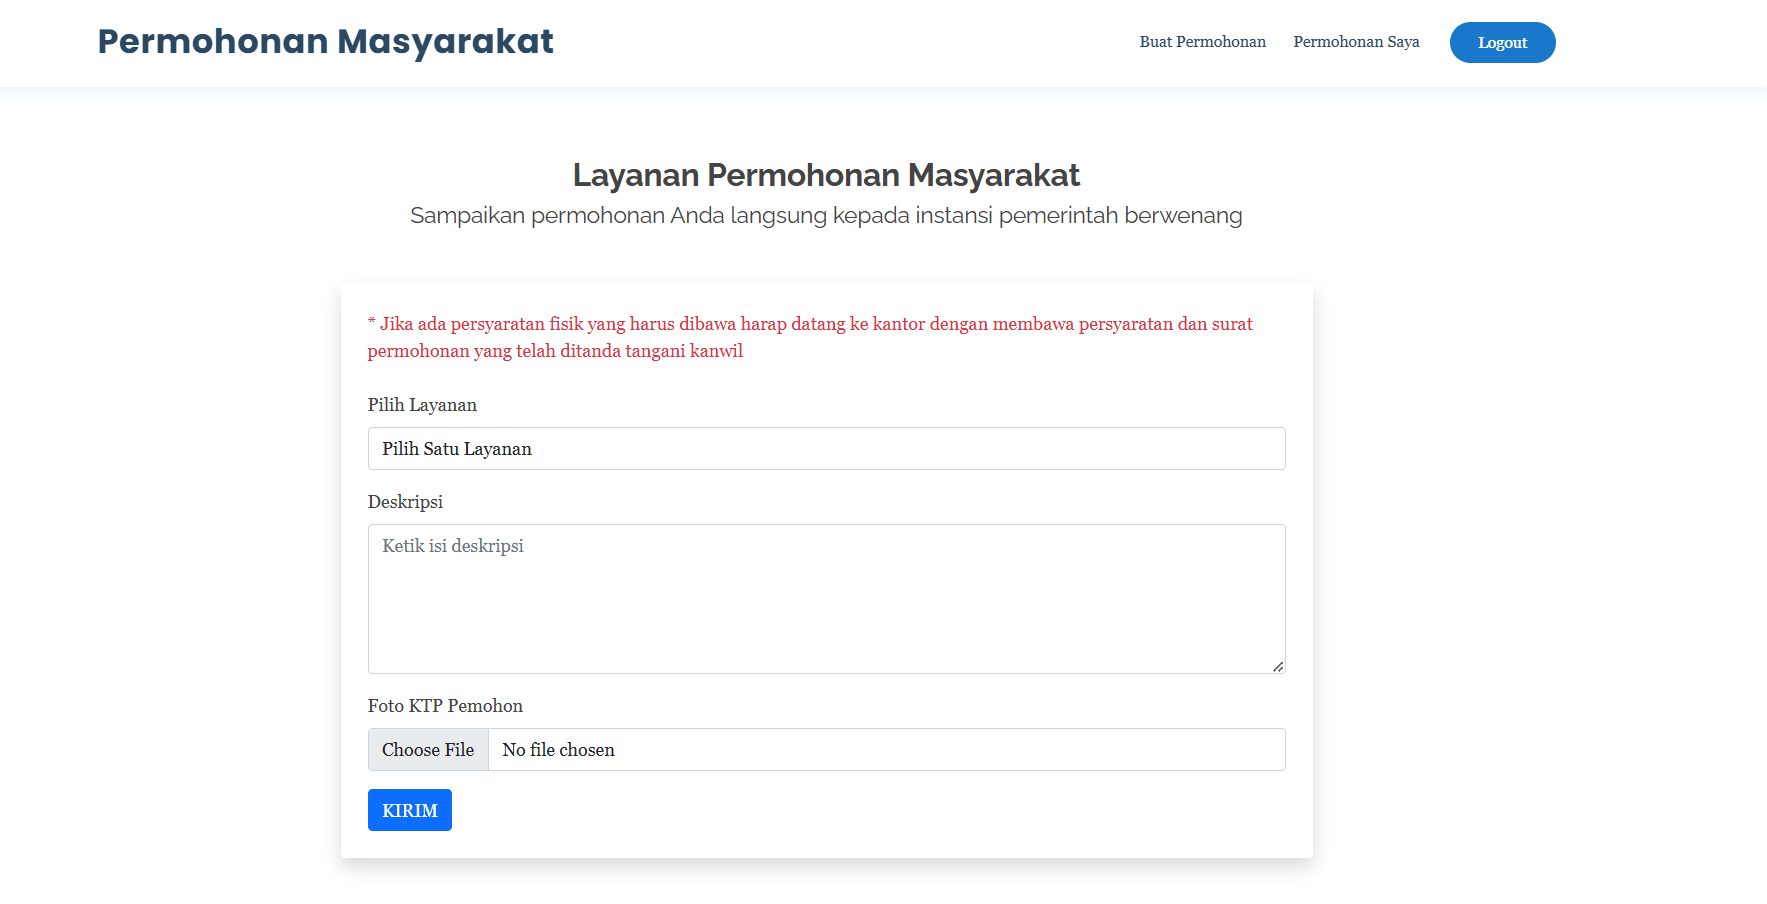 Permohonan Masyarakat
Buat Permohonan
Permohonan Saya
Logout
Layanan Permohonan Masyarakat
Sampaikan permohonan Anda langsung kepada instansi pemerintah berwenang
* Jika ada persyaratan fisik yang harus dibawa harap datang ke kantor dengan membawa persyaratan dan surat
permohonan yang telah ditanda tangani kanwil
Pilih Layanan
Pilih Satu Layanan
Deskripsi
Ketik isi deskripsi
Foto KTP Pemohon
Choose File No file chosen
KIRIM